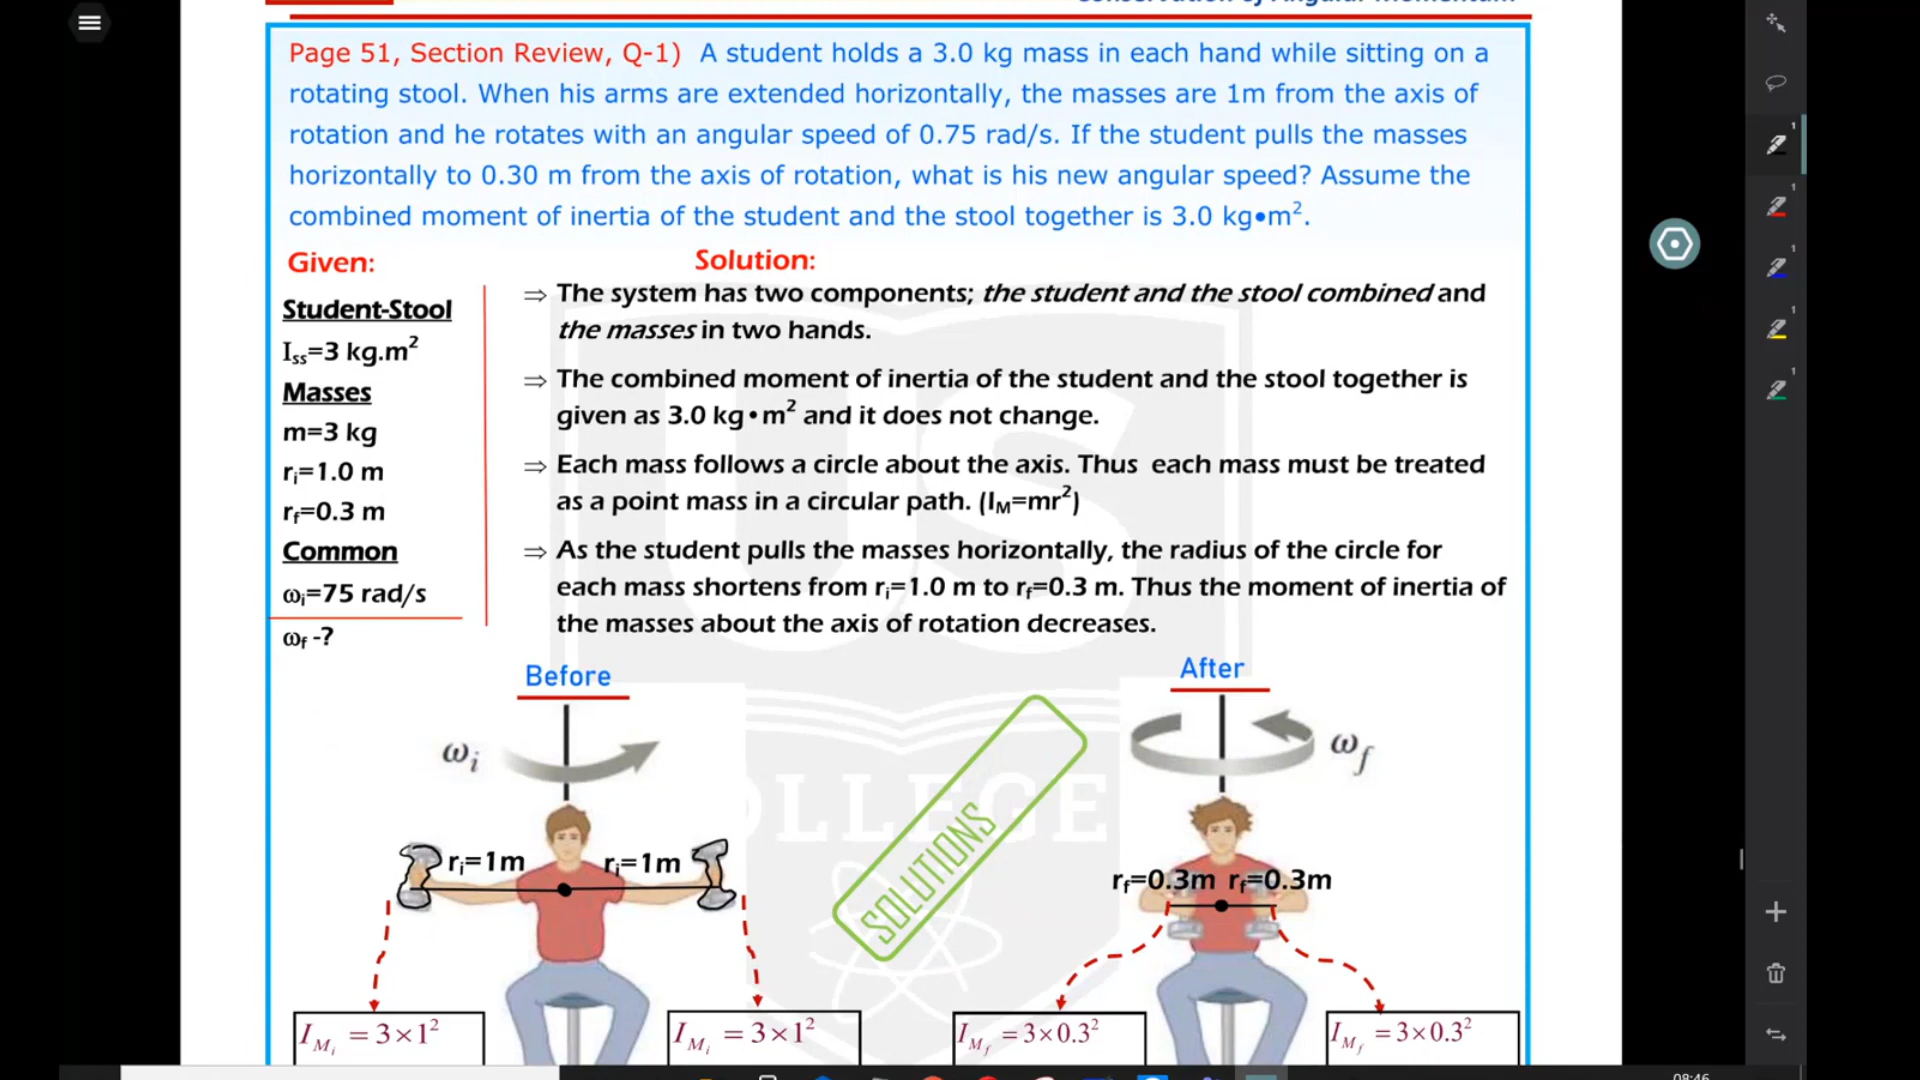 Page 51, Section Review, Q-1) A student holds a 3.0 kg mass in each hand while sitting on a
rotating stool. When his arms are extended horizontally, the masses are 1m from the axis of
rotation and he rotates with an angular speed of 0.75 rad/s. If the student pulls the masses
horizontally to 0.30 m from the axis of rotation, what is his new angular speed? Assume the
combined moment of inertia of the student and the stool together is 3.0 kg•m².
Given:
Student-Stool
Iss=3 kg.m²
Masses
m=3 kg
ri=1.0 m
rf=0.3 m
Common
ωi=75 rad/s
ωf -?
Solution:
⇒ The system has two components; the student and the stool combined and
the masses in two hands.
⇒ The combined moment of inertia of the student and the stool together is
given as 3.0 kg•m² and it does not change.
⇒ Each mass follows a circle about the axis. Thus each mass must be treated
as a point mass in a circular path. (IM=mr²)
⇒ As the student pulls the masses horizontally, the radius of the circle for
each mass shortens from ri=1.0 m to rf=0.3 m. Thus the moment of inertia of
the masses about the axis of rotation decreases.
Before
After
ωi
ωf
ri=1m ri=1m
rf=0.3m rf=0.3m
SOLUTIONS
US
IMi = 3×1²
IMi = 3×1²
IMf = 3×0.3²
IMf = 3×0.3²
1
1
1
1
1
08:46